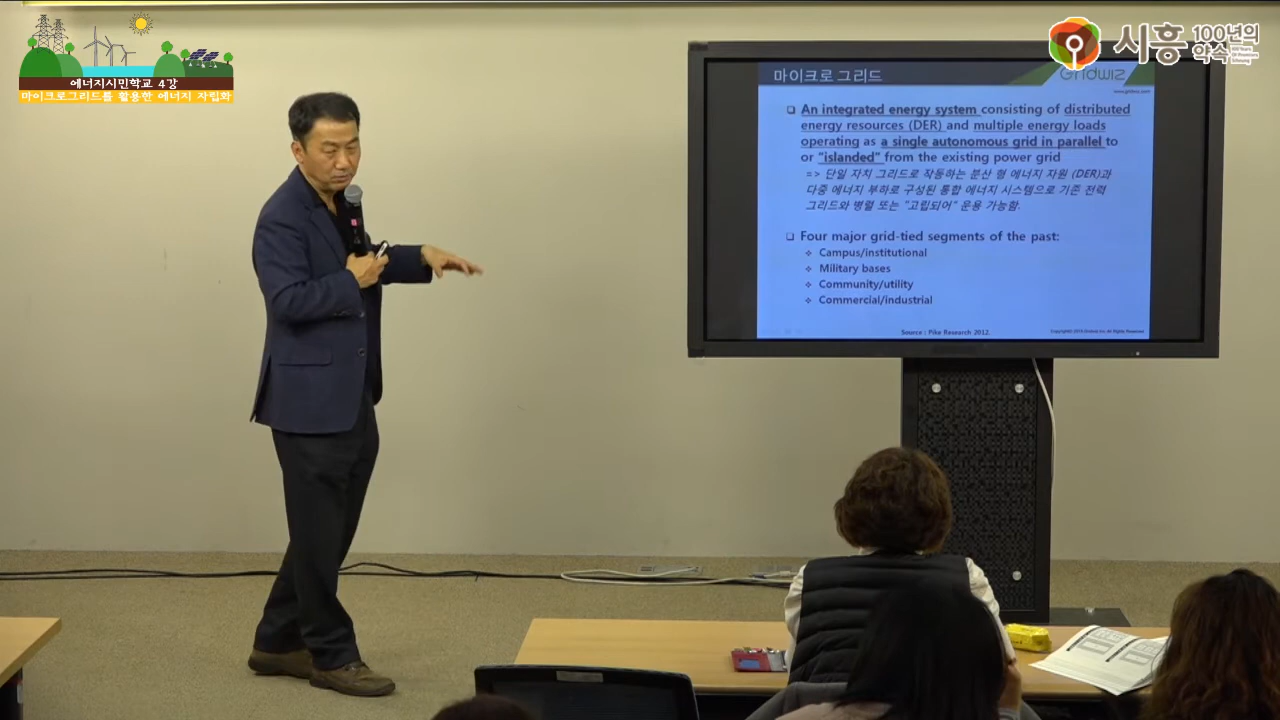 에너지시민학교 4강
마이크로그리드를 활용한 에너지 자립화
시흥 100년의
약속
마이크로 그리드
Gridwiz
www.gridwiz.com
❑ An integrated energy system consisting of distributed
energy resources (DER) and multiple energy loads
operating as a single autonomous grid in parallel to
or "islanded" from the existing power grid
=> 단일 자치 그리드로 작동하는 분산 형 에너지 자원 (DER)과
다중 에너지 부하로 구성된 통합 에너지 시스템으로 기존 전력
그리드와 병렬 또는 "고립되어" 운용 가능함.
❑ Four major grid-tied segments of the past:
❖ Campus/institutional
❖ Military bases
❖ Community/utility
❖ Commercial/industrial
Source : Pike Research 2012.